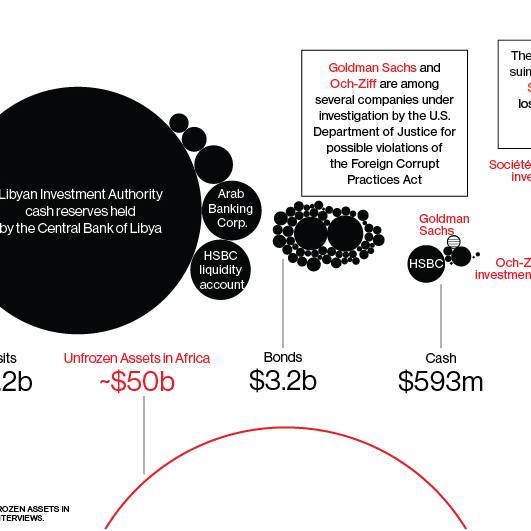 Goldman Sachs and
Och-Ziff are among
several companies under
investigation by the U.S.
Department of Justice for
possible violations of
the Foreign Corrupt
Practices Act
The
suin
S
los
Société
inve
Libyan Investment Authority
cash reserves held
by the Central Bank of Libya
Arab
Banking
Corp.
HSBC
liquidity
account
Goldman
Sachs
HSBC
Och-Z
investmen
sits
.2b
Unfrozen Assets in Africa
~$50b
Bonds
$3.2b
Cash
$593m
ROZEN ASSETS IN
NTERVIEWS.